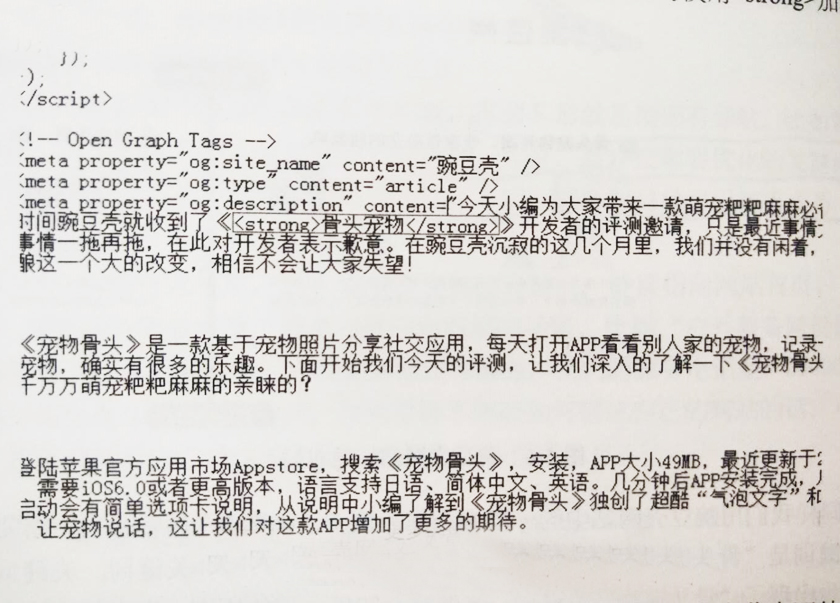 strong>加
});
);
</script>
<!-- Open Graph Tags -->
<meta property="og:site_name" content="豌豆壳" />
<meta property="og:type" content="article" />
<meta property="og:description" content="今天小编为大家带来一款萌宠粑粑麻麻必
时间豌豆壳就收到了《<strong>骨头宠物</strong>》开发者的评测邀请，只是最近事情
事情一拖再拖，在此对开发者表示歉意。在豌豆壳沉寂的这几个月里，我们并没有闲着，
狼这一个大的改变，相信不会让大家失望！
《宠物骨头》是一款基于宠物照片分享社交应用，每天打开APP看看别人家的宠物，记录
宠物，确实有很多的乐趣。下面开始我们今天的评测，让我们深入的了解一下《宠物骨头
千万万萌宠粑粑麻麻的亲睐的？
登陆苹果官方应用市场Appstore，搜索《宠物骨头》，安装，APP大小49MB，最近更新于
需要iOS6.0或者更高版本，语言支持日语、简体中文、英语。几分钟后APP安装完成，
启动会有简单选项卡说明，从说明中小编了解到《宠物骨头》独创了超酷“气泡文字”和
让宠物说话，这让我们对这款APP增加了更多的期待。